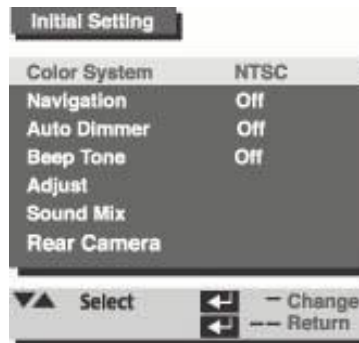 Initial Setting
Color System NTSC
Navigation Off
Auto Dimmer Off
Beep Tone Off
Adjust
Sound Mix
Rear Camera
▼▲ Select ↵ – Change
↵ –– Return